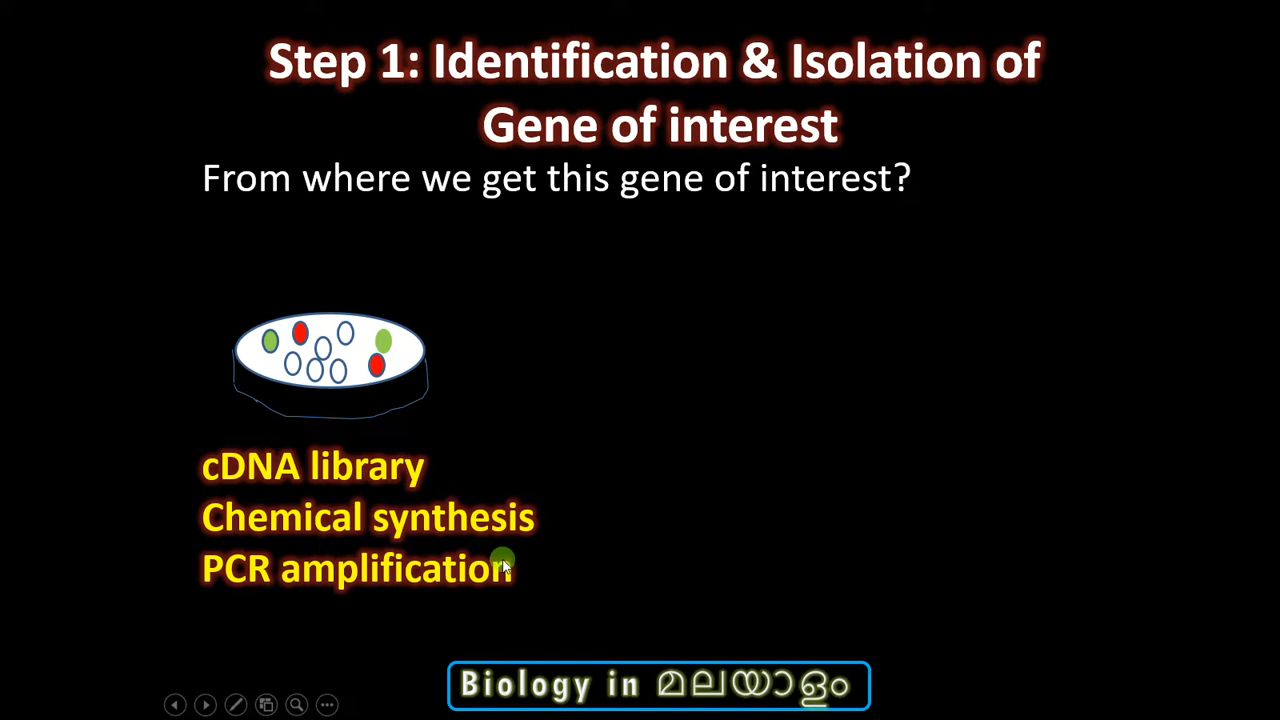 Step 1: Identification & Isolation of
Gene of interest
From where we get this gene of interest?
cDNA library
Chemical synthesis
PCR amplification
Biology in മലയാളം